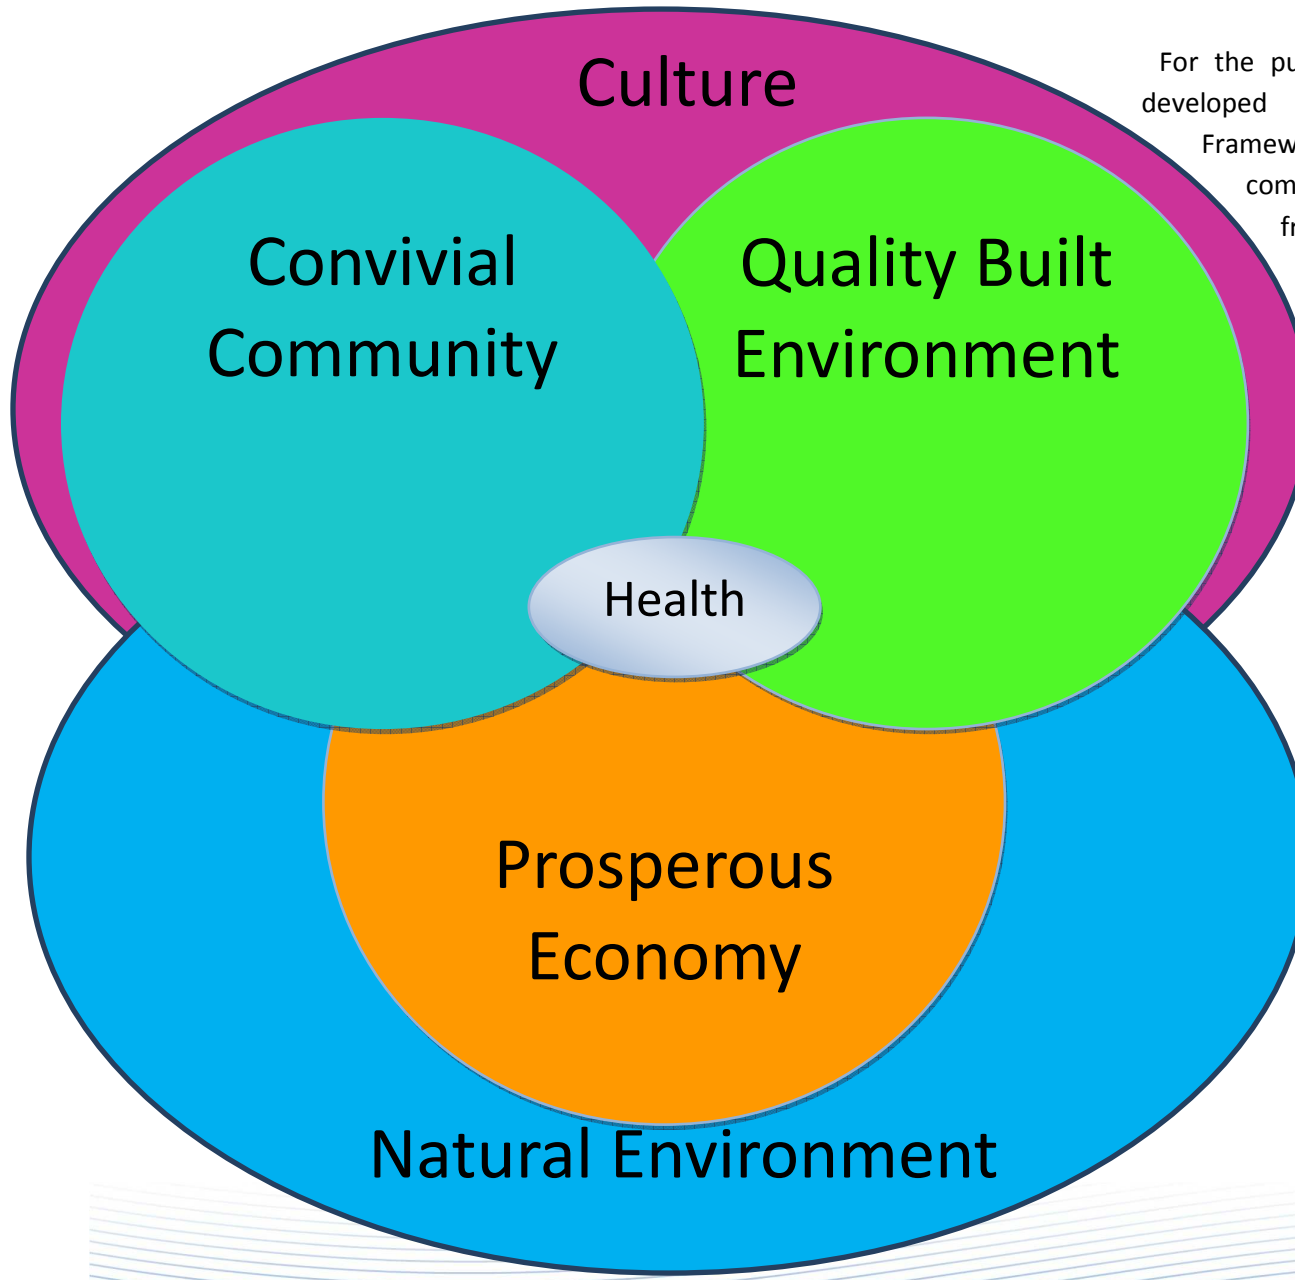 Culture
For the
developed
Convivial
Community
Quality Built
Environment
Health
Prosperous
Economy
Natural Environment